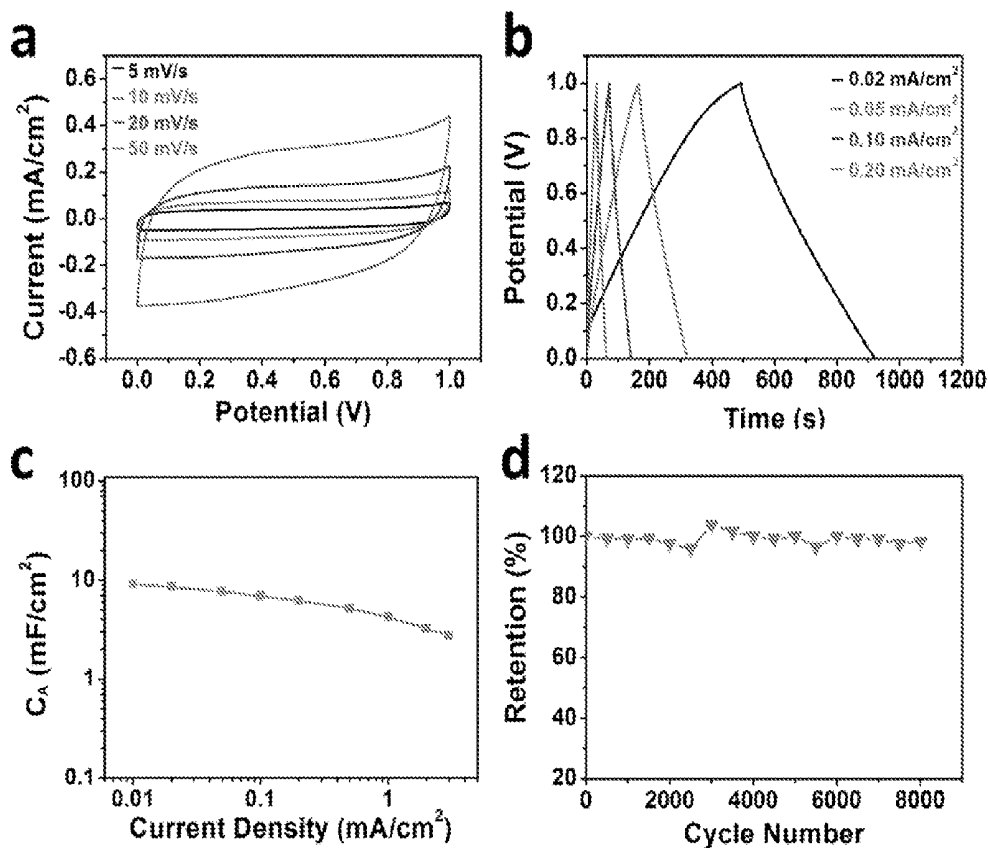 a
5 mV/s
10 mV/s
20 mV/s
50 mV/s
0.6
0.4
0.2
0.0
-0.2
-0.4
-0.6
Current (mA/cm²)
0.0 0.2 0.4 0.6 0.8 1.0
Potential (V)
b
0.02 mA/cm²
0.05 mA/cm²
0.10 mA/cm²
0.20 mA/cm²
1.0
0.8
0.6
0.4
0.2
0.0
Potential (V)
0 200 400 600 800 1000 1200
Time (s)
c
100
10
1
0.1
C_A (mF/cm²)
0.01 0.1 1
Current Density (mA/cm²)
d
120
100
80
60
40
20
Retention (%)
0 2000 4000 6000 8000
Cycle Number